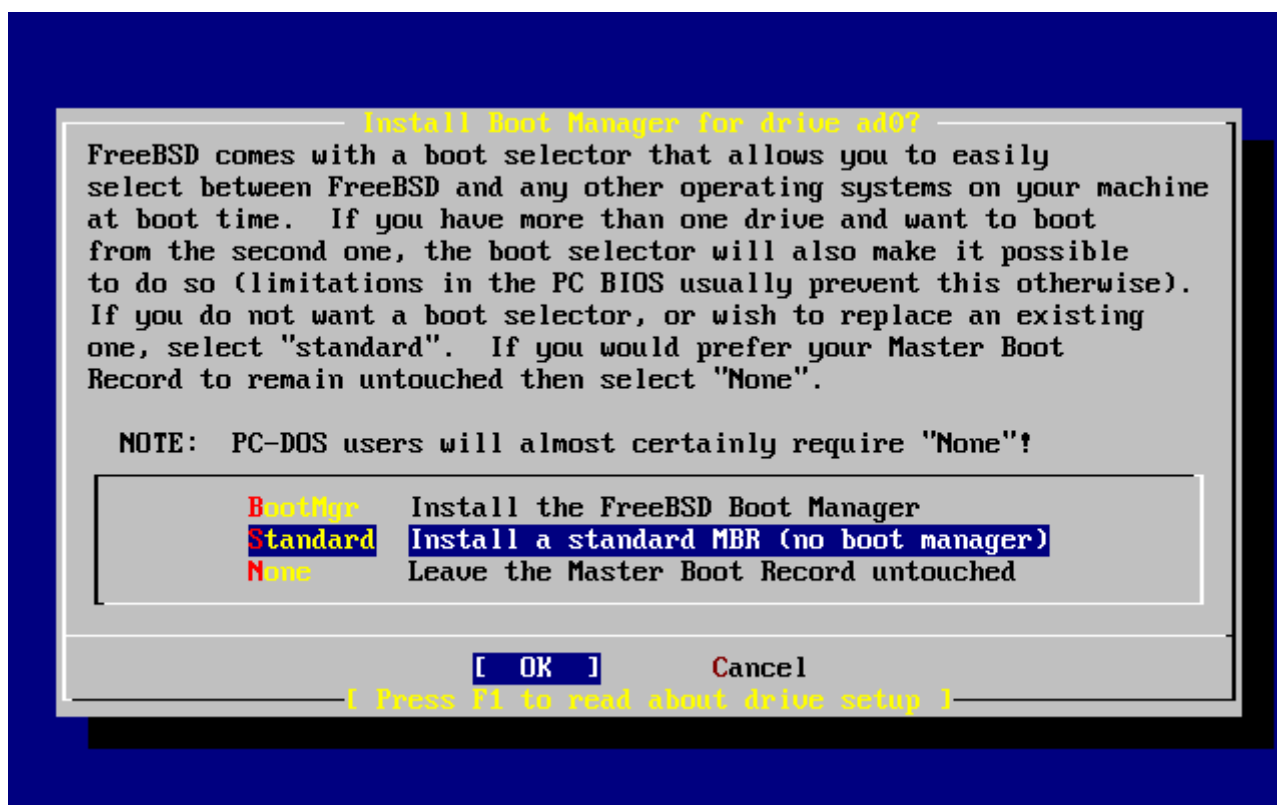 Install Boot Manager for drive ad0?
FreeBSD comes with a boot selector that allows you to easily
select between FreeBSD and any other operating systems on your machine
at boot time.  If you have more than one drive and want to boot
from the second one, the boot selector will also make it possible
to do so (limitations in the PC BIOS usually prevent this otherwise).
If you do not want a boot selector, or wish to replace an existing
one, select "standard".  If you would prefer your Master Boot
Record to remain untouched then select "None".
NOTE:  PC-DOS users will almost certainly require "None"!
BootMgr   Install the FreeBSD Boot Manager
Standard  Install a standard MBR (no boot manager)
None      Leave the Master Boot Record untouched
[  OK  ]       Cancel
[ Press F1 to read about drive setup ]